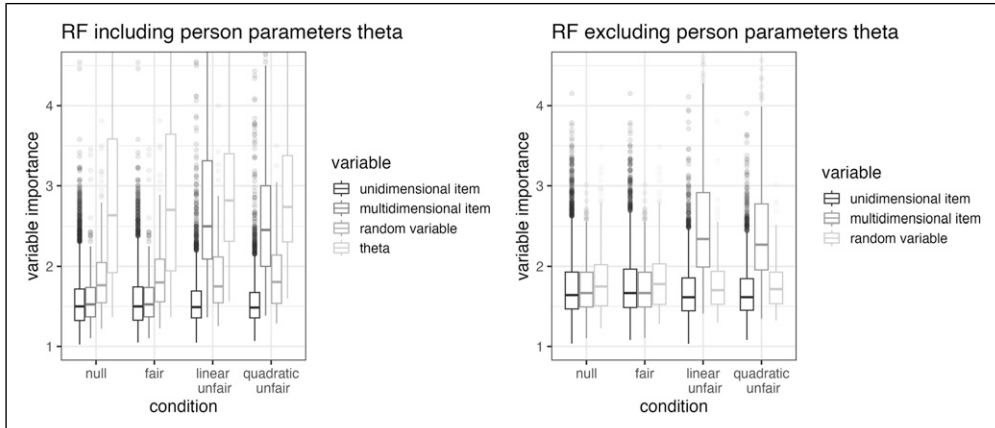 RF including person parameters theta
variable importance
4
3
2
1
null
fair
linear
unfair
quadratic
unfair
condition
variable
unidimensional item
multidimensional item
random variable
theta
RF excluding person parameters theta
variable importance
4
3
2
1
null
fair
linear
unfair
quadratic
unfair
condition
variable
unidimensional item
multidimensional item
random variable